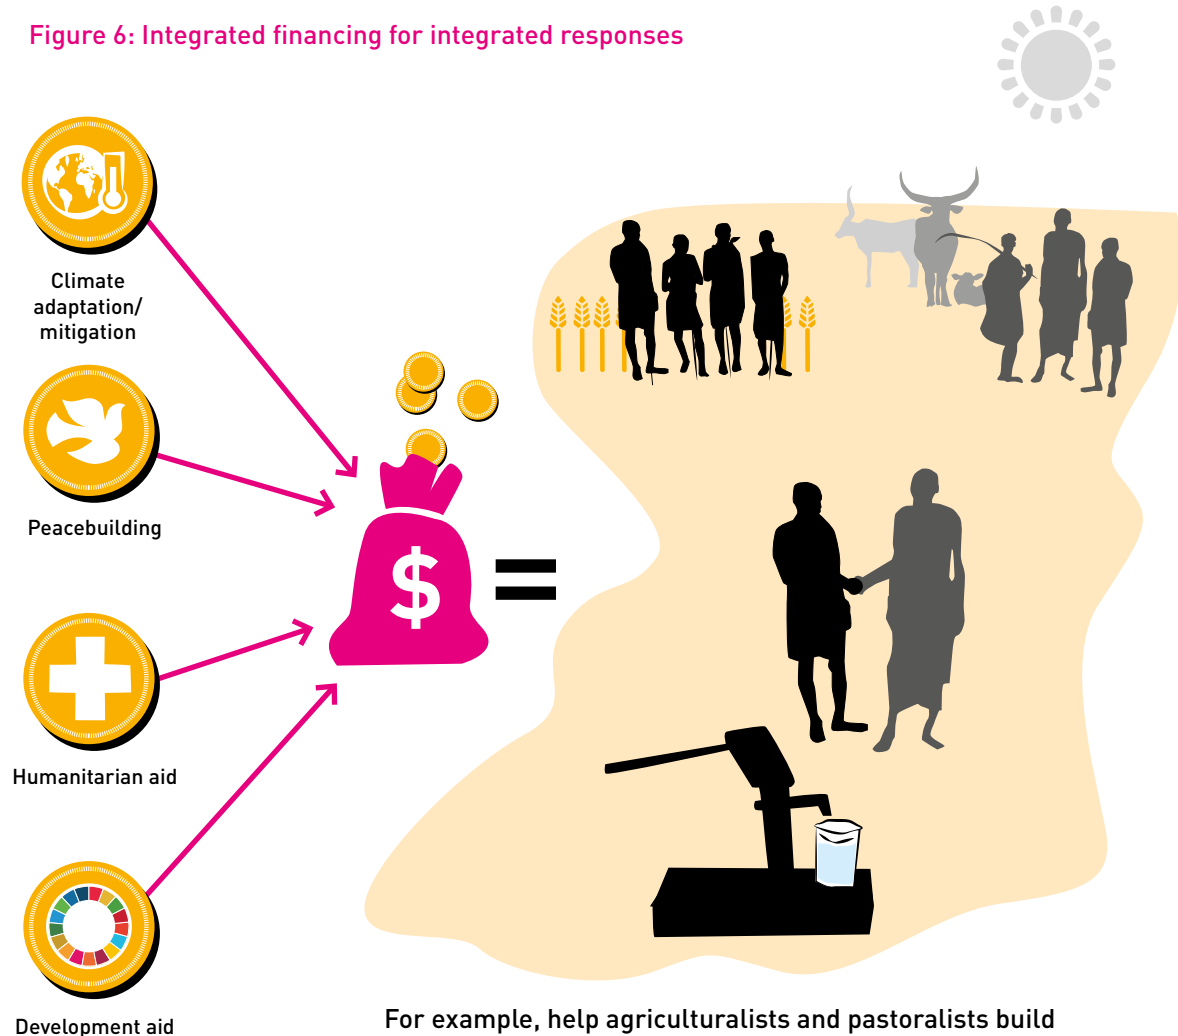 Figure 6: Integrated financing for integrated responses
Climate
adaptation/
mitigation
Peacebuilding
$
Humanitarian aid
Development aid
For example, help agriculturalists and pastoralists build